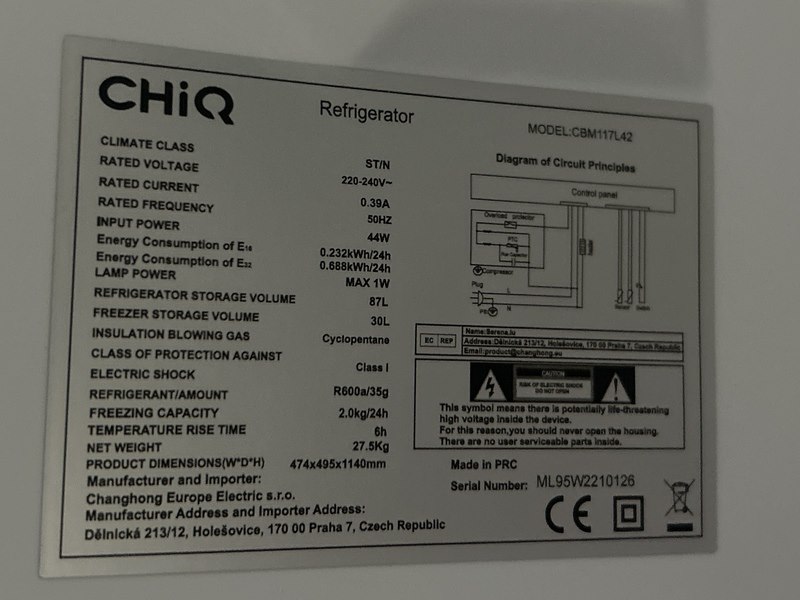 CHiQ
Refrigerator
MODEL:CBM117L42
CLIMATE CLASS ST/N
RATED VOLTAGE 220-240V~
RATED CURRENT 0.39A
RATED FREQUENCY 50HZ
INPUT POWER 44W
Energy Consumption of E₁₆ 0.232kWh/24h
Energy Consumption of E₃₂ 0.688kWh/24h
LAMP POWER MAX 1W
REFRIGERATOR STORAGE VOLUME 87L
FREEZER STORAGE VOLUME 30L
INSULATION BLOWING GAS Cyclopentane
CLASS OF PROTECTION AGAINST
ELECTRIC SHOCK Class I
REFRIGERANT/AMOUNT R600a/35g
FREEZING CAPACITY 2.0kg/24h
TEMPERATURE RISE TIME 6h
NET WEIGHT 27.5Kg
PRODUCT DIMENSIONS(W*D*H) 474x495x1140mm
Manufacturer and Importer:
Changhong Europe Electric s.r.o.
Manufacturer Address and Importer Address:
Dělnická 213/12, Holešovice, 170 00 Praha 7, Czech Republic
Diagram of Circuit Principles
Control panel
Overload protector
PTC
Run Capacitor
Compressor
Plug
L
N
PE
EC REP
Name:Serena.lu
Address:Dělnická 213/12, Holešovice, 170 00 Praha 7, Czech Republic
Email:product@changhong.eu
CAUTION
RISK OF ELECTRIC SHOCK
DO NOT OPEN
This symbol means there is potentially life-threatening
high voltage inside the device.
For this reason,you should never open the housing.
There are no user serviceable parts inside.
Made in PRC
Serial Number: ML95W2210126
CE